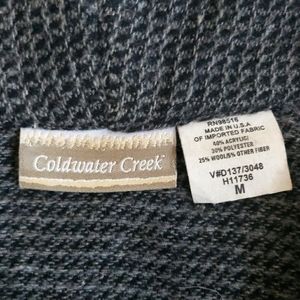 Coldwater Creek
RN98516
MADE IN U.S.A
OF IMPORTED FABRIC
40% ACRYLIC/
30% POLYESTER
25% WOOL/5% OTHER FIBER
V#D137/3048
H11736
M